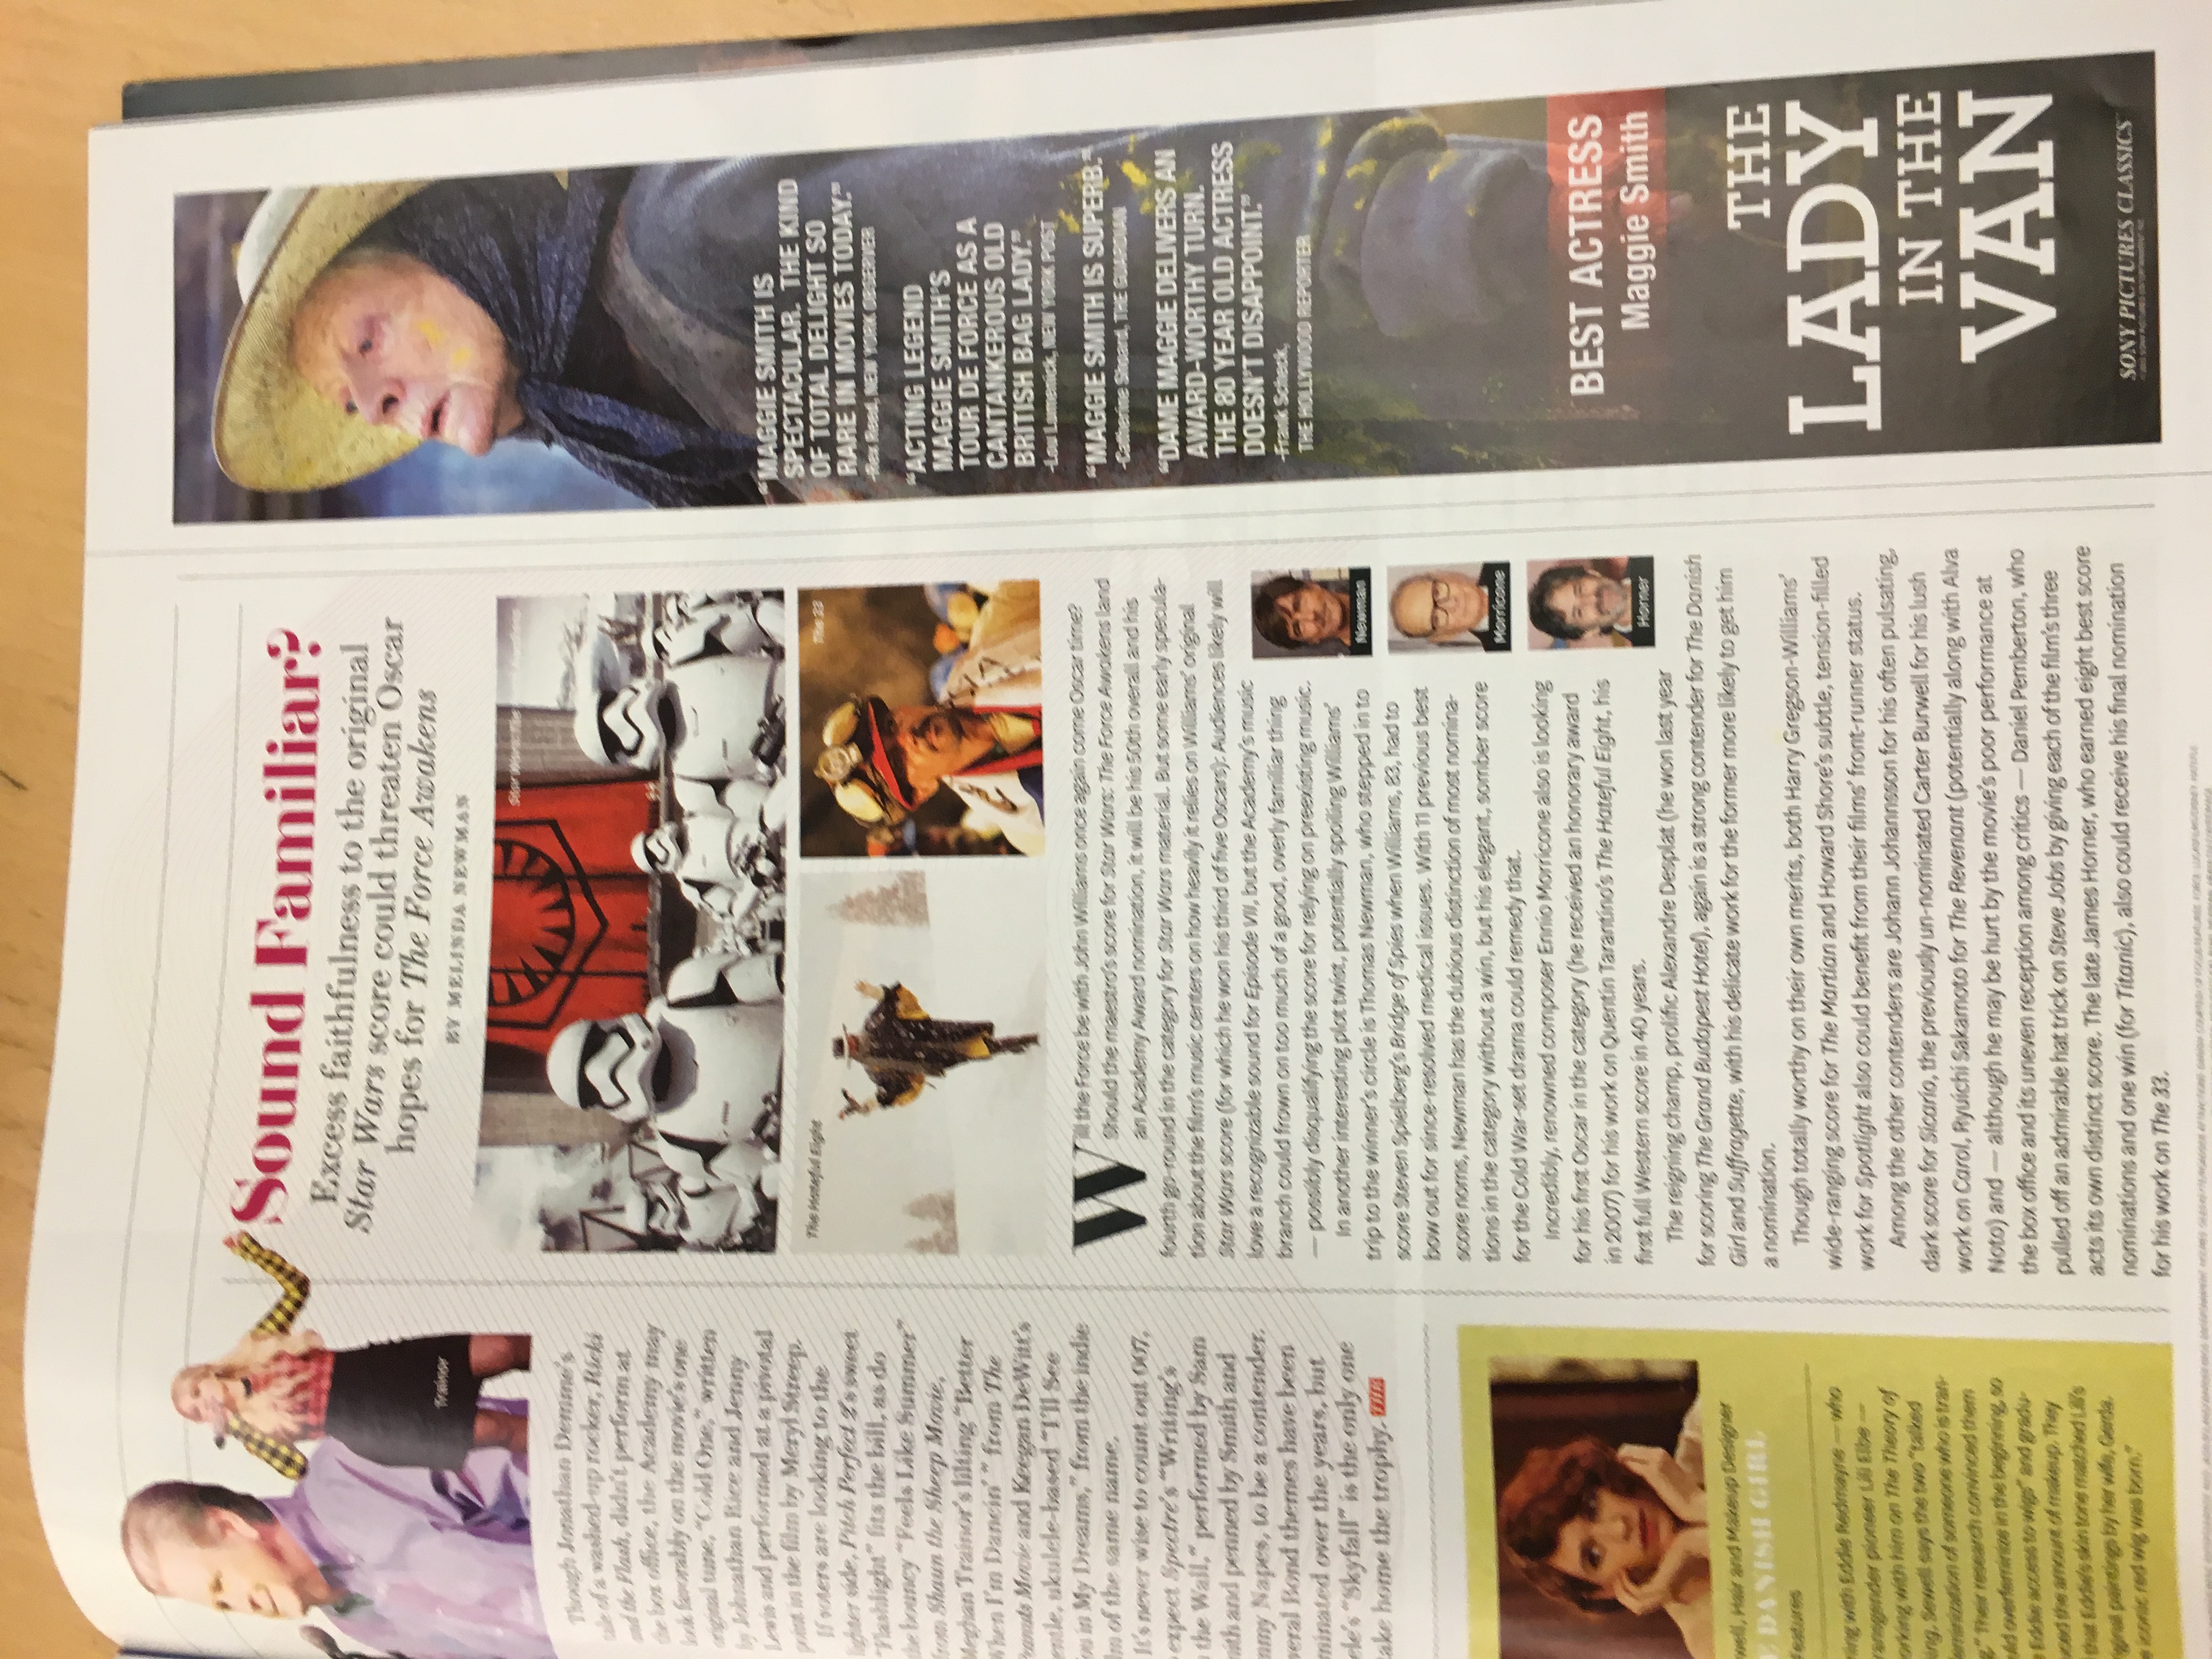 Trainor
Though Jonathan Demme's
tale of a washed-up rocker, Ricki
and the Flash, didn't perform at
the box office, the Academy may
look favorably on the movie's one
original tune, "Cold One," written
by Johnathan Rice and Jenny
Lewis and performed at a pivotal
point in the film by Meryl Streep.
If voters are looking to the
lighter side, Pitch Perfect 2's sweet
"Flashlight" fits the bill, as do
the bouncy "Feels Like Summer"
from Shaun the Sheep Movie,
Meghan Trainor's lilting "Better
When I'm Dancin' " from The
Peanuts Movie and Keegan DeWitt's
gentle, ukulele-based "I'll See
in My Dreams," from the indie
of the same name.
It's never wise to count out 007,
expect Spectre's "Writing's
the Wall," performed by Sam
and penned by Smith and
Napes, to be a contender.
Bond themes have been
over the years, but
"Skyfall" is the only one
take home the trophy. THR
Hair and Makeup Designer
DANISH GIRL
Features
with Eddie Redmayne — who
pioneer Lili Elbe —
working with him on The Theory of
Sewell says the two "talked
of someone who is tran-
Their research convinced them
overfeminize in the beginning, so
Eddie access to wigs" and gradu-
the amount of makeup. They
that Eddie's skin tone matched Lili's
paintings by her wife, Gerda.
iconic red wig was born."
Sound Familiar?
Excess faithfulness to the original
Star Wars score could threaten Oscar
hopes for The Force Awakens
BY MELINDA NEWMAN
Star Wars: The Awakens
The Hateful Eight
The 33
Will the Force be with John Williams once again come Oscar time?
Should the maestro's score for Star Wars: The Force Awakens land
an Academy Award nomination, it will be his 50th overall and his
fourth go-round in the category for Star Wars material. But some early specula-
tion about the film's music centers on how heavily it relies on Williams' original
Star Wars score (for which he won his third of five Oscars): Audiences likely will
love a recognizable sound for Episode VII, but the Academy's music
branch could frown on too much of a good, overly familiar thing
— possibly disqualifying the score for relying on preexisting music.
In another interesting plot twist, potentially spoiling Williams'
trip to the winner's circle is Thomas Newman, who stepped in to
score Steven Spielberg's Bridge of Spies when Williams, 83, had to
bow out for since-resolved medical issues. With 11 previous best
score noms, Newman has the dubious distinction of most nomina-
tions in the category without a win, but his elegant, somber score
for the Cold War-set drama could remedy that.
Incredibly, renowned composer Ennio Morricone also is looking
for his first Oscar in the category (he received an honorary award
in 2007) for his work on Quentin Tarantino's The Hateful Eight, his
first full Western score in 40 years.
The reigning champ, prolific Alexandre Desplat (he won last year
for scoring The Grand Budapest Hotel), again is a strong contender for The Danish
Girl and Suffragette, with his delicate work for the former more likely to get him
a nomination.
Though totally worthy on their own merits, both Harry Gregson-Williams'
wide-ranging score for The Martian and Howard Shore's subtle, tension-filled
work for Spotlight also could benefit from their films' front-runner status.
Among the other contenders are Johann Johannsson for his often pulsating,
dark score for Sicario, the previously un-nominated Carter Burwell for his lush
work on Carol, Ryuichi Sakamoto for The Revenant (potentially along with Alva
Noto) and — although he may be hurt by the movie's poor performance at
the box office and its uneven reception among critics — Daniel Pemberton, who
pulled off an admirable hat trick on Steve Jobs by giving each of the film's three
acts its own distinct score. The late James Horner, who earned eight best score
nominations and one win (for Titanic), also could receive his final nomination
for his work on The 33.
Newman
Morricone
Horner
"MAGGIE SMITH IS
SPECTACULAR. THE KIND
OF TOTAL DELIGHT SO
RARE IN MOVIES TODAY."
-Rex Reed, NEW YORK OBSERVER
"ACTING LEGEND
MAGGIE SMITH'S
TOUR DE FORCE AS A
CANTANKEROUS OLD
BRITISH BAG LADY."
-Lou Lumenick, NEW YORK POST
"MAGGIE SMITH IS SUPERB."
-Catherine Shoard, THE GUARDIAN
"DAME MAGGIE DELIVERS AN
AWARD-WORTHY TURN.
THE 80 YEAR OLD ACTRESS
DOESN'T DISAPPOINT."
-Frank Scheck,
THE HOLLYWOOD REPORTER
BEST ACTRESS
Maggie Smith
THE
LADY
IN THE
VAN
SONY PICTURES CLASSICS